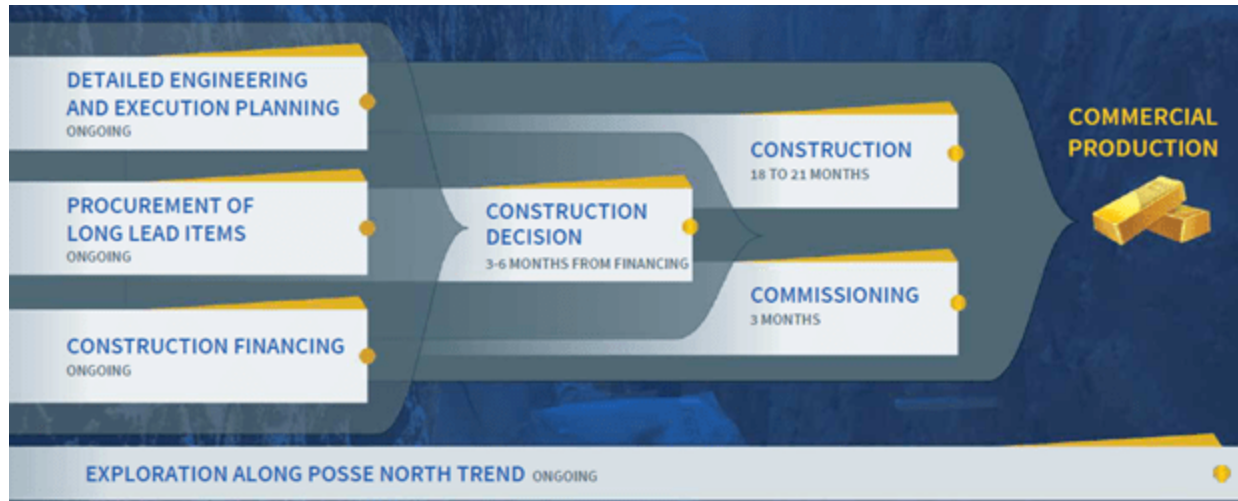 DETAILED ENGINEERING
AND EXECUTION PLANNING
ONGOING
PROCUREMENT OF
LONG LEAD ITEMS
ONGOING
CONSTRUCTION FINANCING
ONGOING
CONSTRUCTION
DECISION
3-6 MONTHS FROM FINANCING
CONSTRUCTION
18 TO 21 MONTHS
COMMISSIONING
3 MONTHS
COMMERCIAL
PRODUCTION
EXPLORATION ALONG POSSE NORTH TREND ONGOING